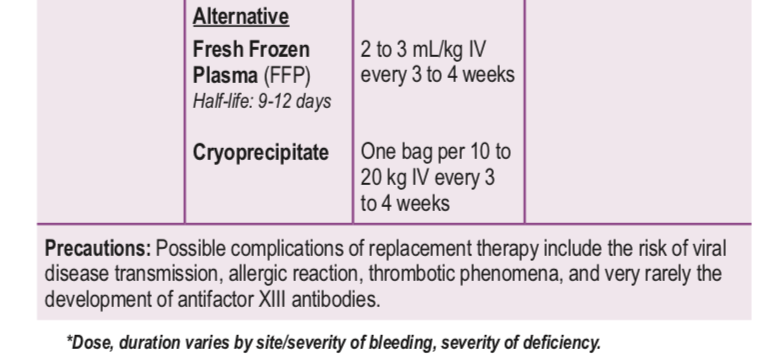 Alternative
Fresh Frozen
Plasma (FFP)
Half-life: 9-12 days
2 to 3 mL/kg IV
every 3 to 4 weeks
Cryoprecipitate
One bag per 10 to
20 kg IV every 3
to 4 weeks
Precautions: Possible complications of replacement therapy include the risk of viral
disease transmission, allergic reaction, thrombotic phenomena, and very rarely the
development of antifactor XIII antibodies.
*Dose, duration varies by site/severity of bleeding, severity of deficiency.